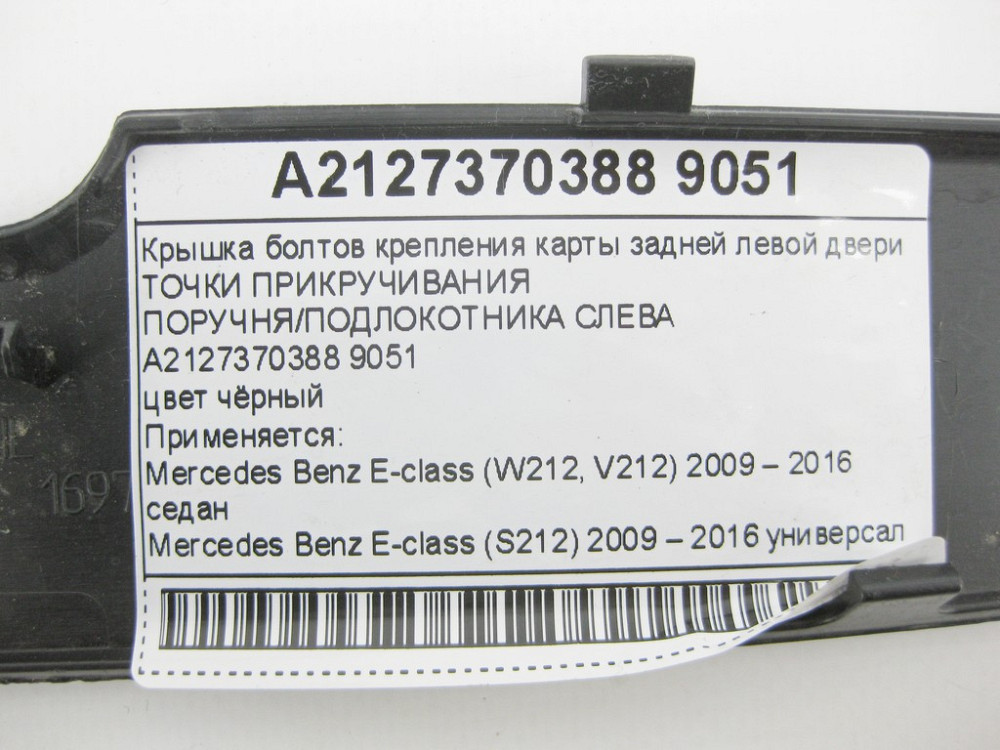 A2127370388 9051
Крышка болтов крепления карты задней левой двери
ТОЧКИ ПРИКРУЧИВАНИЯ
ПОРУЧНЯ/ПОДЛОКОТНИКА СЛЕВА
A2127370388 9051
цвет чёрный
Применяется:
Mercedes Benz E-class (W212, V212) 2009 – 2016
седан
Mercedes Benz E-class (S212) 2009 – 2016 универсал
1697